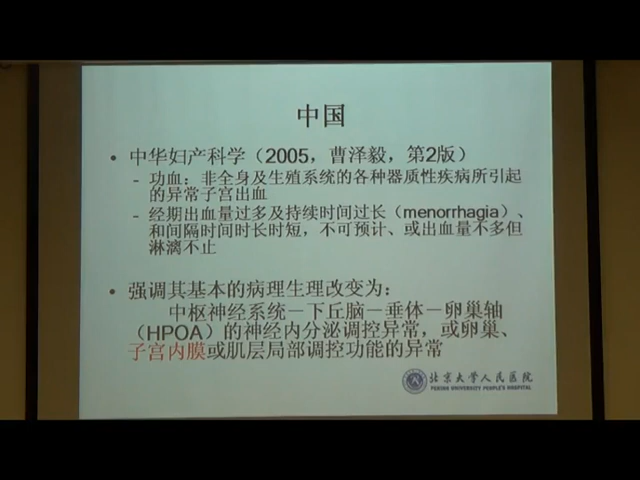 中国
• 中华妇产科学（2005，曹泽毅，第2版）
– 功血：非全身及生殖系统的各种器质性疾病所引起
的异常子宫出血
– 经期出血量过多及持续时间过长（menorrhagia）、
和间隔时间时长时短，不可预计、或出血量不多但
淋漓不止
• 强调其基本的病理生理改变为：
中枢神经系统－下丘脑－垂体－卵巢轴
（HPOA）的神经内分泌调控异常，或卵巢、
子宫内膜或肌层局部调控功能的异常
北京大学人民医院
PEKING UNIVERSITY PEOPLE'S HOSPITAL